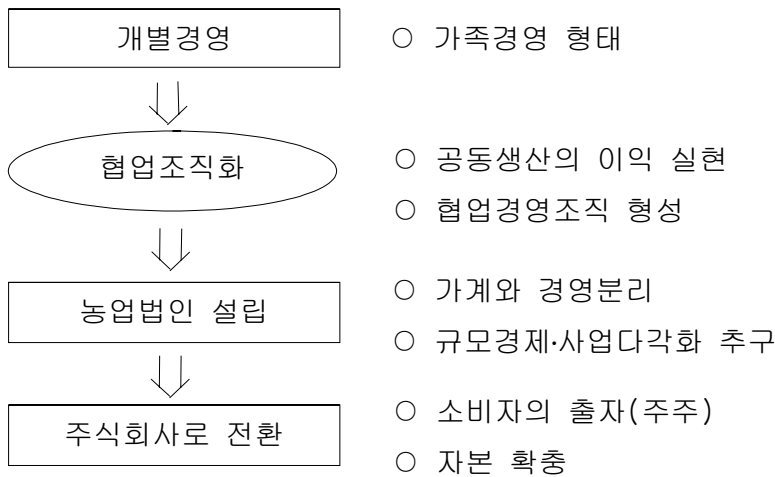 개별경영 ○ 가족경영 형태
협업조직화 ○ 공동생산의 이익 실현
○ 협업경영조직 형성
농업법인 설립 ○ 가계와 경영분리
○ 규모경제·사업다각화 추구
주식회사로 전환 ○ 소비자의 출자(주주)
○ 자본 확충